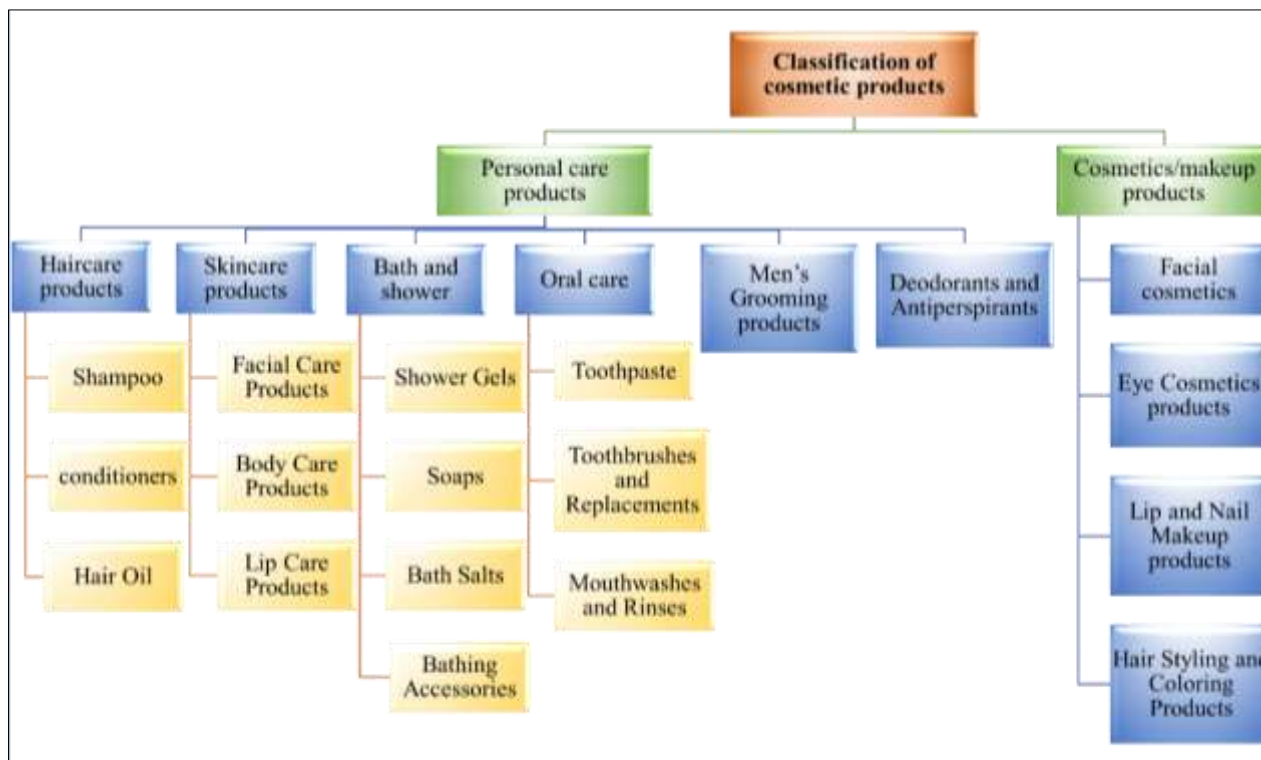 Classification of
cosmetic products
Personal care
products
Cosmetics/makeup
products
Haircare
products
Skincare
products
Bath and
shower
Oral care
Men's
Grooming
products
Deodorants and
Antiperspirants
Facial
cosmetics
Shampoo
Facial Care
Products
Shower Gels
Toothpaste
Eye Cosmetics
products
conditioners
Body Care
Products
Soaps
Toothbrushes
and
Replacements
Lip and Nail
Makeup
products
Hair Oil
Lip Care
Products
Bath Salts
Mouthwashes
and Rinses
Bathing
Accessories
Hair Styling and
Coloring
Products